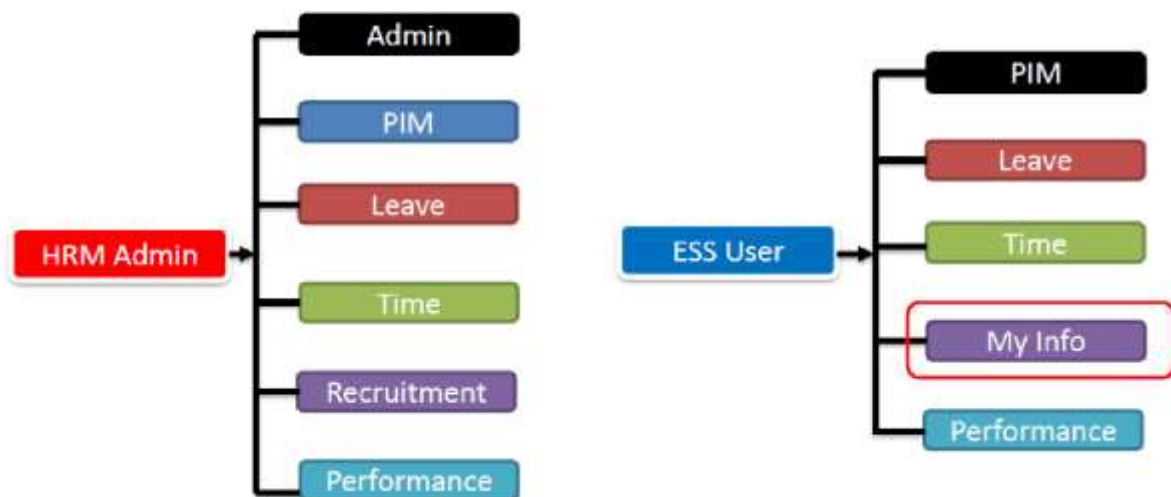 HRM Admin
Admin
PIM
Leave
Time
Recruitment
Performance
ESS User
PIM
Leave
Time
My Info
Performance